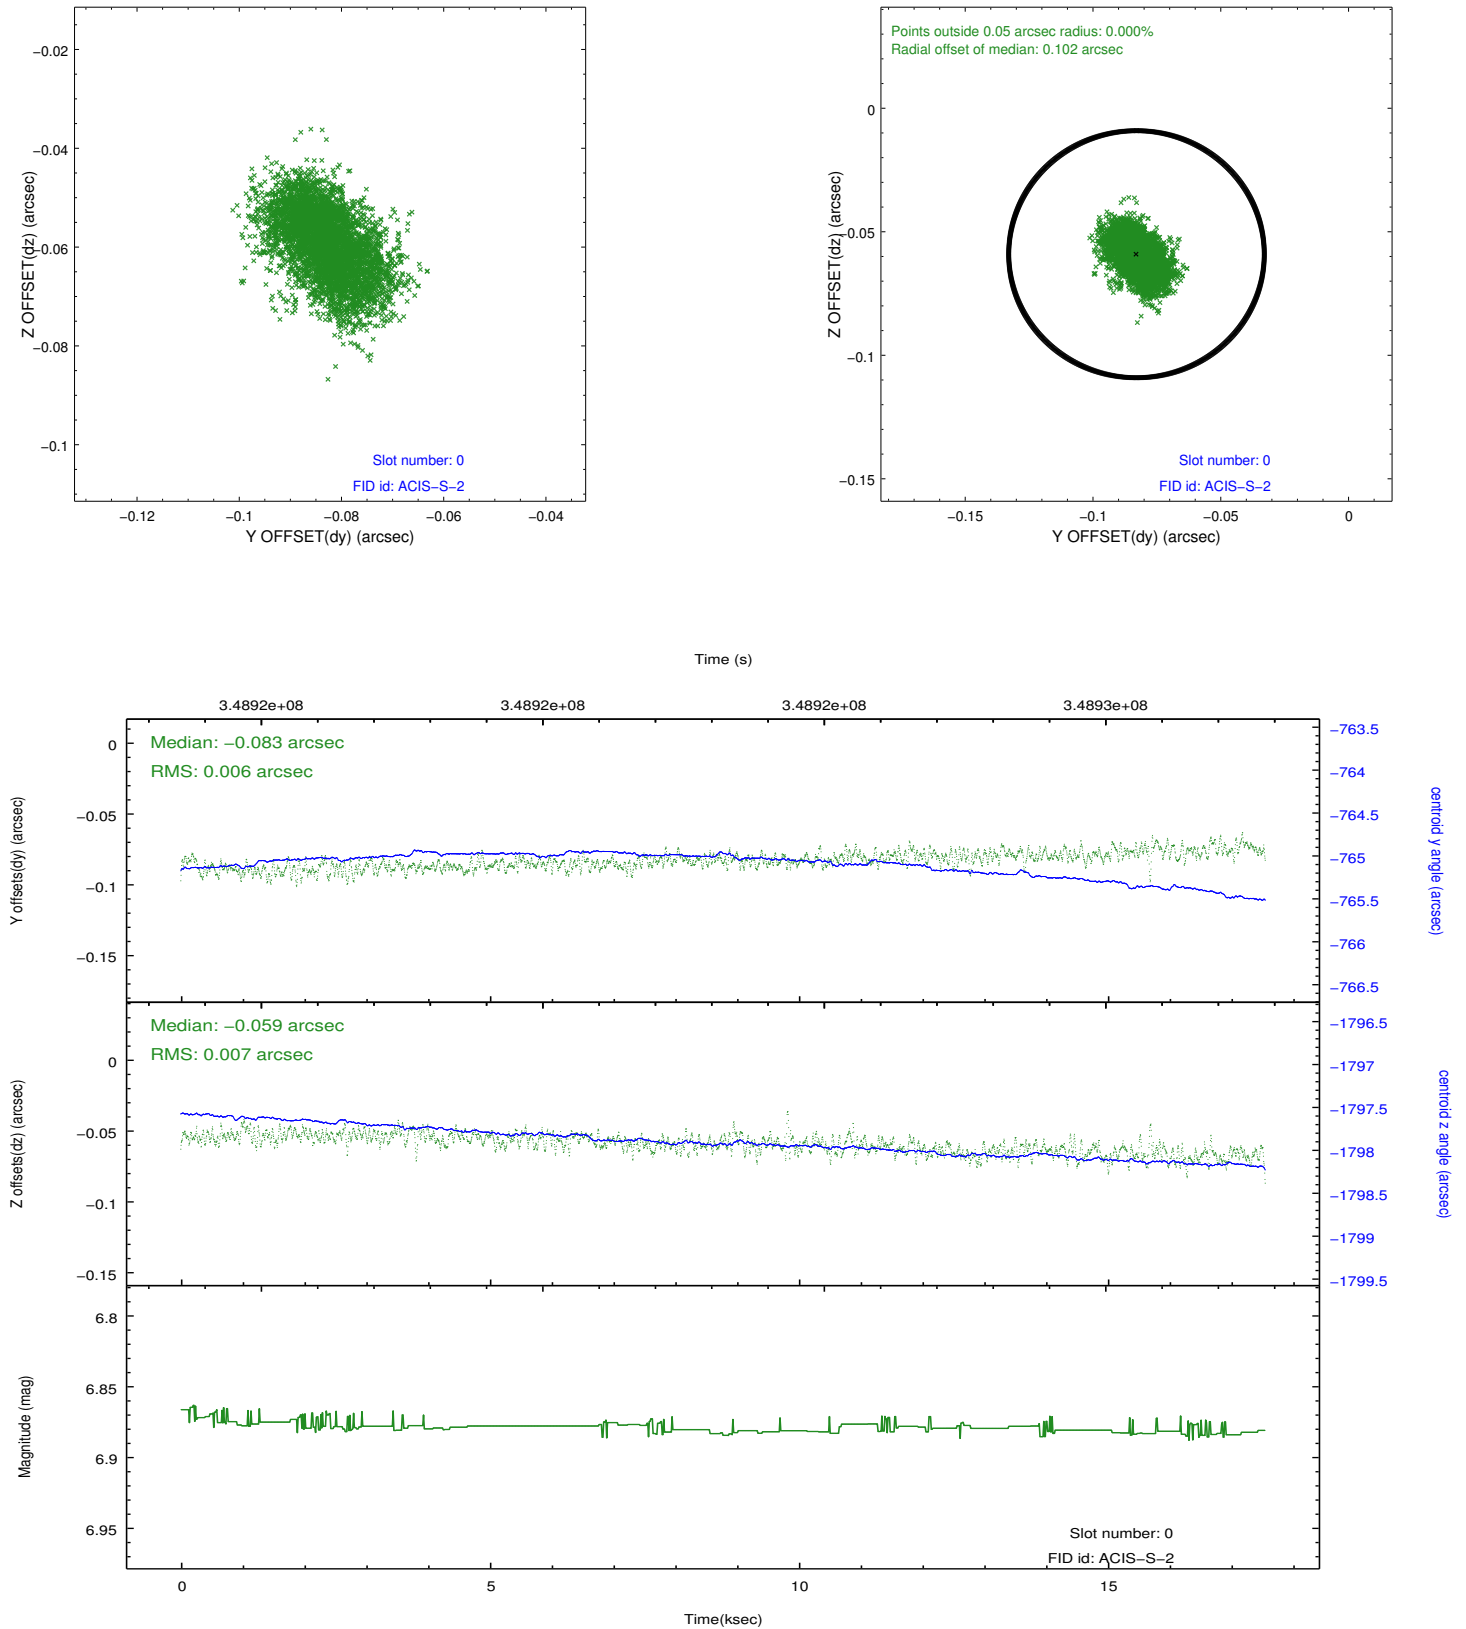 −0.02
−0.04
−0.06
−0.08
−0.1
Z OFFSET(dz) (arcsec)
Slot number: 0
FID id: ACIS−S−2
−0.12
−0.1
−0.08
−0.06
−0.04
Y OFFSET(dy) (arcsec)
Points outside 0.05 arcsec radius: 0.000%
Radial offset of median: 0.102 arcsec
0
−0.05
−0.1
−0.15
Z OFFSET(dz) (arcsec)
Slot number: 0
FID id: ACIS−S−2
−0.15
−0.1
−0.05
0
Y OFFSET(dy) (arcsec)
Time (s)
3.4892e+08
3.4892e+08
3.4892e+08
3.4893e+08
Median: −0.083 arcsec
RMS: 0.006 arcsec
0
−0.05
−0.1
−0.15
Y offsets(dy) (arcsec)
−763.5
−764
−764.5
−765
−765.5
−766
−766.5
centroid y angle (arcsec)
Median: −0.059 arcsec
RMS: 0.007 arcsec
0
−0.05
−0.1
−0.15
Z offsets(dz) (arcsec)
−1796.5
−1797
−1797.5
−1798
−1798.5
−1799
−1799.5
centroid z angle (arcsec)
6.8
6.85
6.9
6.95
Magnitude (mag)
Slot number: 0
FID id: ACIS−S−2
0
5
10
15
Time(ksec)